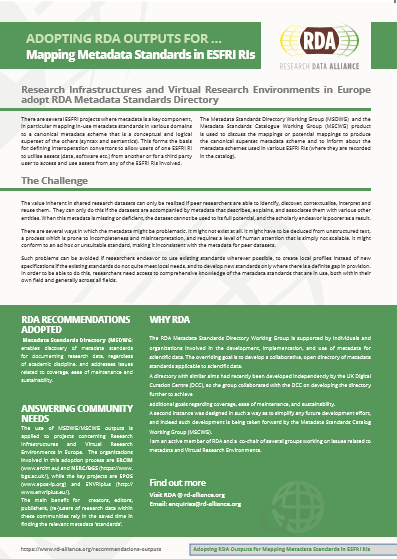 ADOPTING RDA OUTPUTS FOR ...
Mapping Metadata Standards in ESFRI RIs
RDA
RESEARCH DATA ALLIANCE
Research Infrastructures and Virtual Research Environments in Europe
adopt RDA Metadata Standards Directory
There are several ESFRI projects where metadata is a key component,
in particular mapping in-use metadata standards in various domains
to a canonical metadata scheme that is a conceptual and logical
superset of the others (syntax and semantics). This forms the basis
for defining interoperation convertors to allow users of one ESFRI RI
to utilise assets (data, software etc.) from another or for a third party
user to access and use assets from any of the ESFRI RIs involved.
The Metadata Standards Directory Working Group (MSDWG) and the
Metadata Standards Catalogue Working Group (MSCWG) product
is used to discuss the mappings or potential mappings to produce
the canonical superset metadata scheme and to inform about the
metadata schemes used in various ESFRI RIs (where they are recorded
in the catalog).
The Challenge
The value inherent in shared research datasets can only be realised if peer researchers are able to identify, discover, contextualise, interpret and
reuse them. They can only do this if the datasets are accompanied by metadata that describes, explains, and associates them with various other
entities. When this metadata is missing or deficient, the dataset cannot be used to its full potential, and the scholarly endeavor is poorer as a result.
There are several ways in which the metadata might be problematic. It might not exist at all. It might have to be deduced from unstructured text,
a process which is prone to incompleteness and misinterpretation, and requires a level of human attention that is simply not scalable. It might
conform to an ad hoc or unsuitable standard, making it inconsistent with the metadata for peer datasets.
Such problems can be avoided if researchers endeavor to use existing standards wherever possible, to create local profiles instead of new
specifications if the existing standards do not quite meet local needs, and to develop new standards only where there is a definite gap in provision.
In order to be able to do this, researchers need access to comprehensive knowledge of the metadata standards that are in use, both within their
own field and generally across all fields.
RDA RECOMMENDATIONS
ADOPTED
Metadata Standards Directory (MSDWG)
enables discovery of metadata standards
for documenting research data, regardless
of academic discipline, and addresses issues
related to coverage, ease of maintenance and
sustainability.
ANSWERING COMMUNITY
NEEDS
The use of MSDWG/MSCWG outputs is
applied to projects concerning Research
Infrastructures and Virtual Research
Environments in Europe. The organizations
involved in this adoption process are ERCIM
(www.ercim.eu) and NERC/BGS (https://www.
bgs.ac.uk/), while the key projects are EPOS
(www.epos-ip.org) and ENVRIplus (http://
www.envriplus.eu/).
The main benefit for creators, editors,
publishers, (re-)users of research data within
these communities rely in the saved time in
finding the relevant metadata 'standards'.
WHY RDA
The RDA Metadata Standards Directory Working Group is supported by individuals and
organizations involved in the development, implementation, and use of metadata for
scientific data. The overriding goal is to develop a collaborative, open directory of metadata
standards applicable to scientific data.
A directory with similar aims had recently been developed independently by the UK Digital
Curation Centre (DCC), so the group collaborated with the DCC on developing the directory
further to achieve
additional goals regarding coverage, ease of maintenance, and sustainability.
A second instance was designed in such a way as to simplify any future development effort,
and indeed such development is being taken forward by the Metadata Standards Catalog
Working Group (MSCWG).
I am an active member of RDA and a co-chair of several groups working on issues related to
metadata and Virtual Research Environments.
Find out more
Visit RDA @ rd-alliance.org
Email: enquiries@rd-alliance.org
https://www.rd-alliance.org/recommendations-outputs
Adopting RDA Outputs for Mapping Metadata Standards in ESFRI RIs